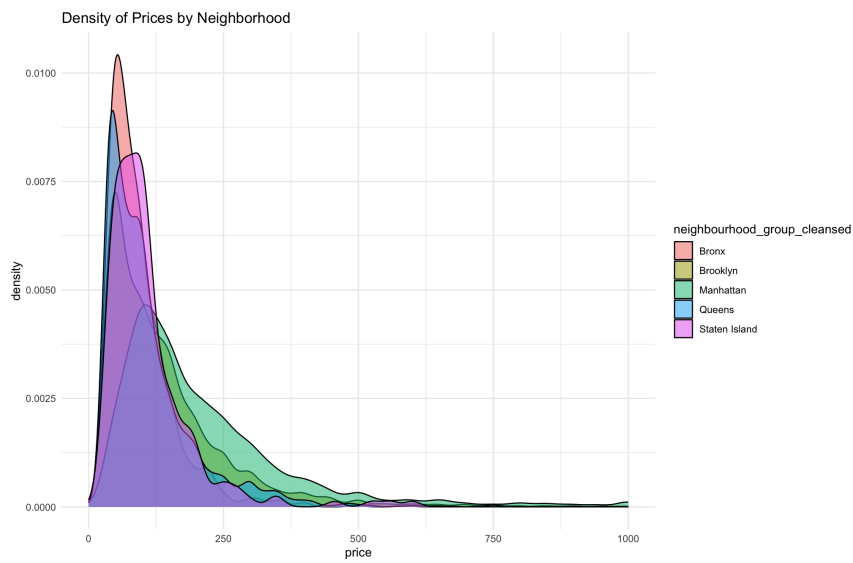 Density of Prices by Neighborhood
0.0100
0.0075
0.0050
0.0025
0.0000
density
0
250
500
750
1000
price
neighbourhood_group_cleansed
Bronx
Brooklyn
Manhattan
Queens
Staten Island